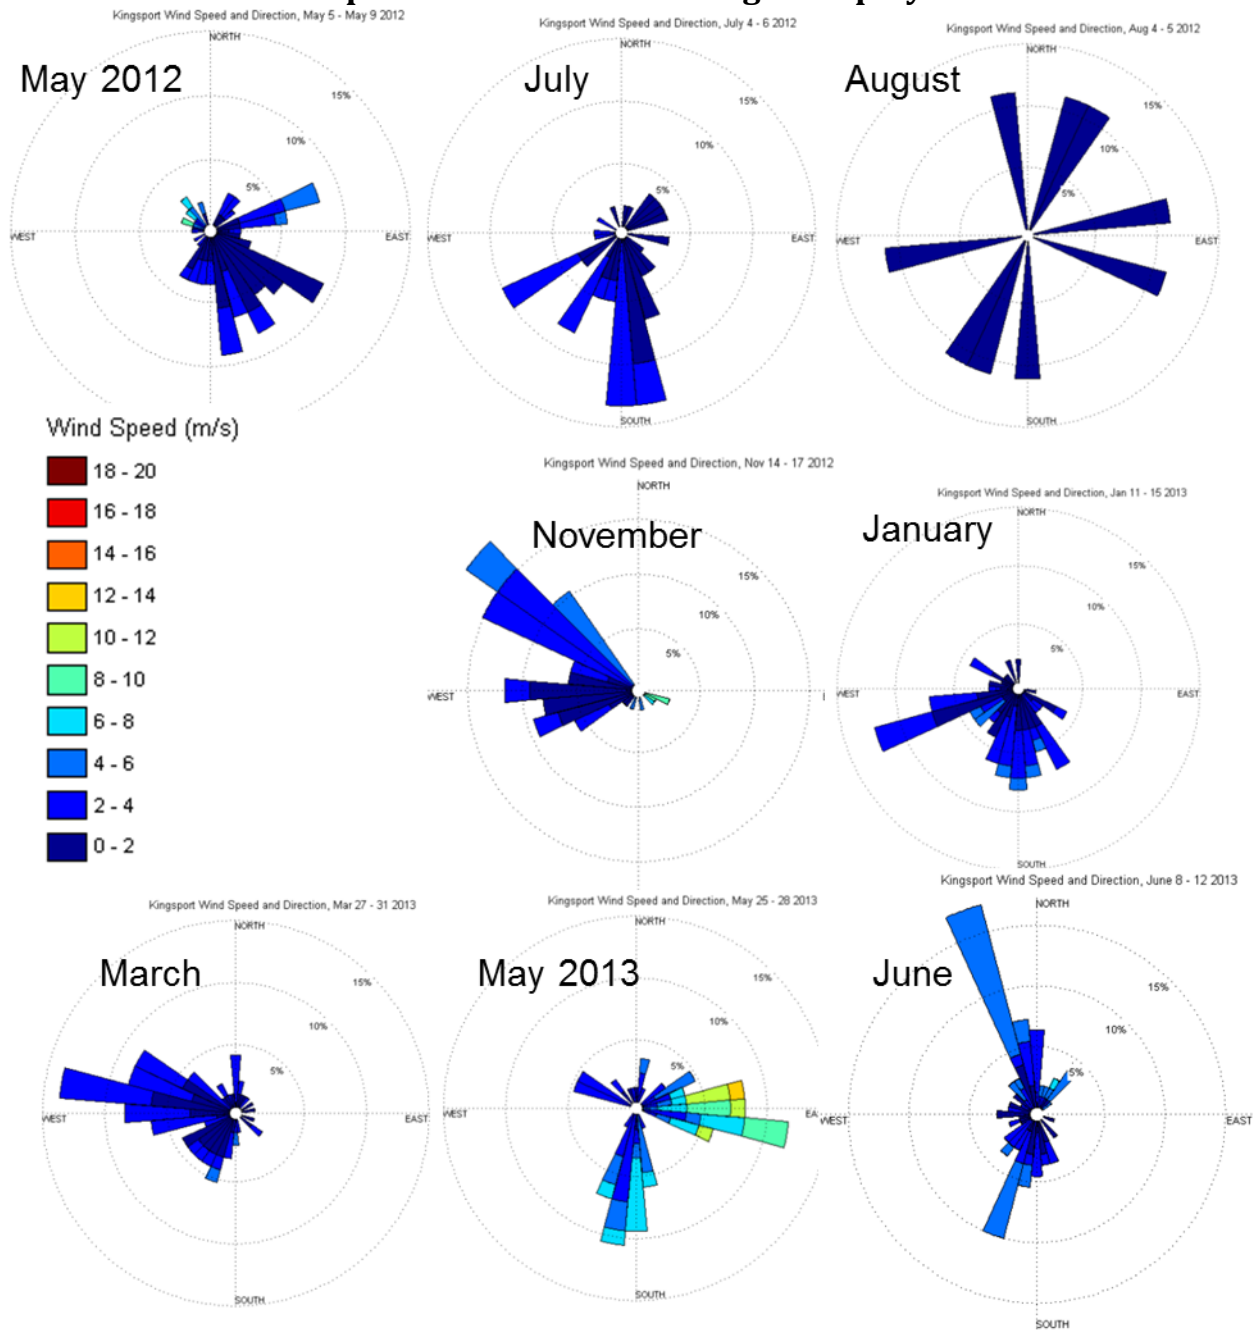 Kingsport Wind Speed and Direction, May 5 - May 9 2012
NORTH
May 2012
15%
10%
5%
WEST
EAST
Kingsport Wind Speed and Direction, July 4 - 6 2012
NORTH
July
15%
10%
5%
WEST
EAST
SOUTH
Kingsport Wind Speed and Direction, Aug 4 - 5 2012
NORTH
August
15%
10%
5%
WEST
EAST
SOUTH
Wind Speed (m/s)
18 - 20
16 - 18
14 - 16
12 - 14
10 - 12
8 - 10
6 - 8
4 - 6
2 - 4
0 - 2
Kingsport Wind Speed and Direction, Nov 14 - 17 2012
NORTH
November
15%
10%
5%
WEST
Kingsport Wind Speed and Direction, Jan 11 - 15 2013
NORTH
January
15%
10%
5%
WEST
EAST
SOUTH
Kingsport Wind Speed and Direction, Mar 27 - 31 2013
NORTH
March
15%
10%
5%
WEST
EAST
SOUTH
Kingsport Wind Speed and Direction, May 25 - 28 2013
NORTH
May 2013
15%
10%
5%
WEST
EA
SOUTH
Kingsport Wind Speed and Direction, June 8 - 12 2013
NORTH
June
15%
10%
5%
WEST
EAST
SOUTH